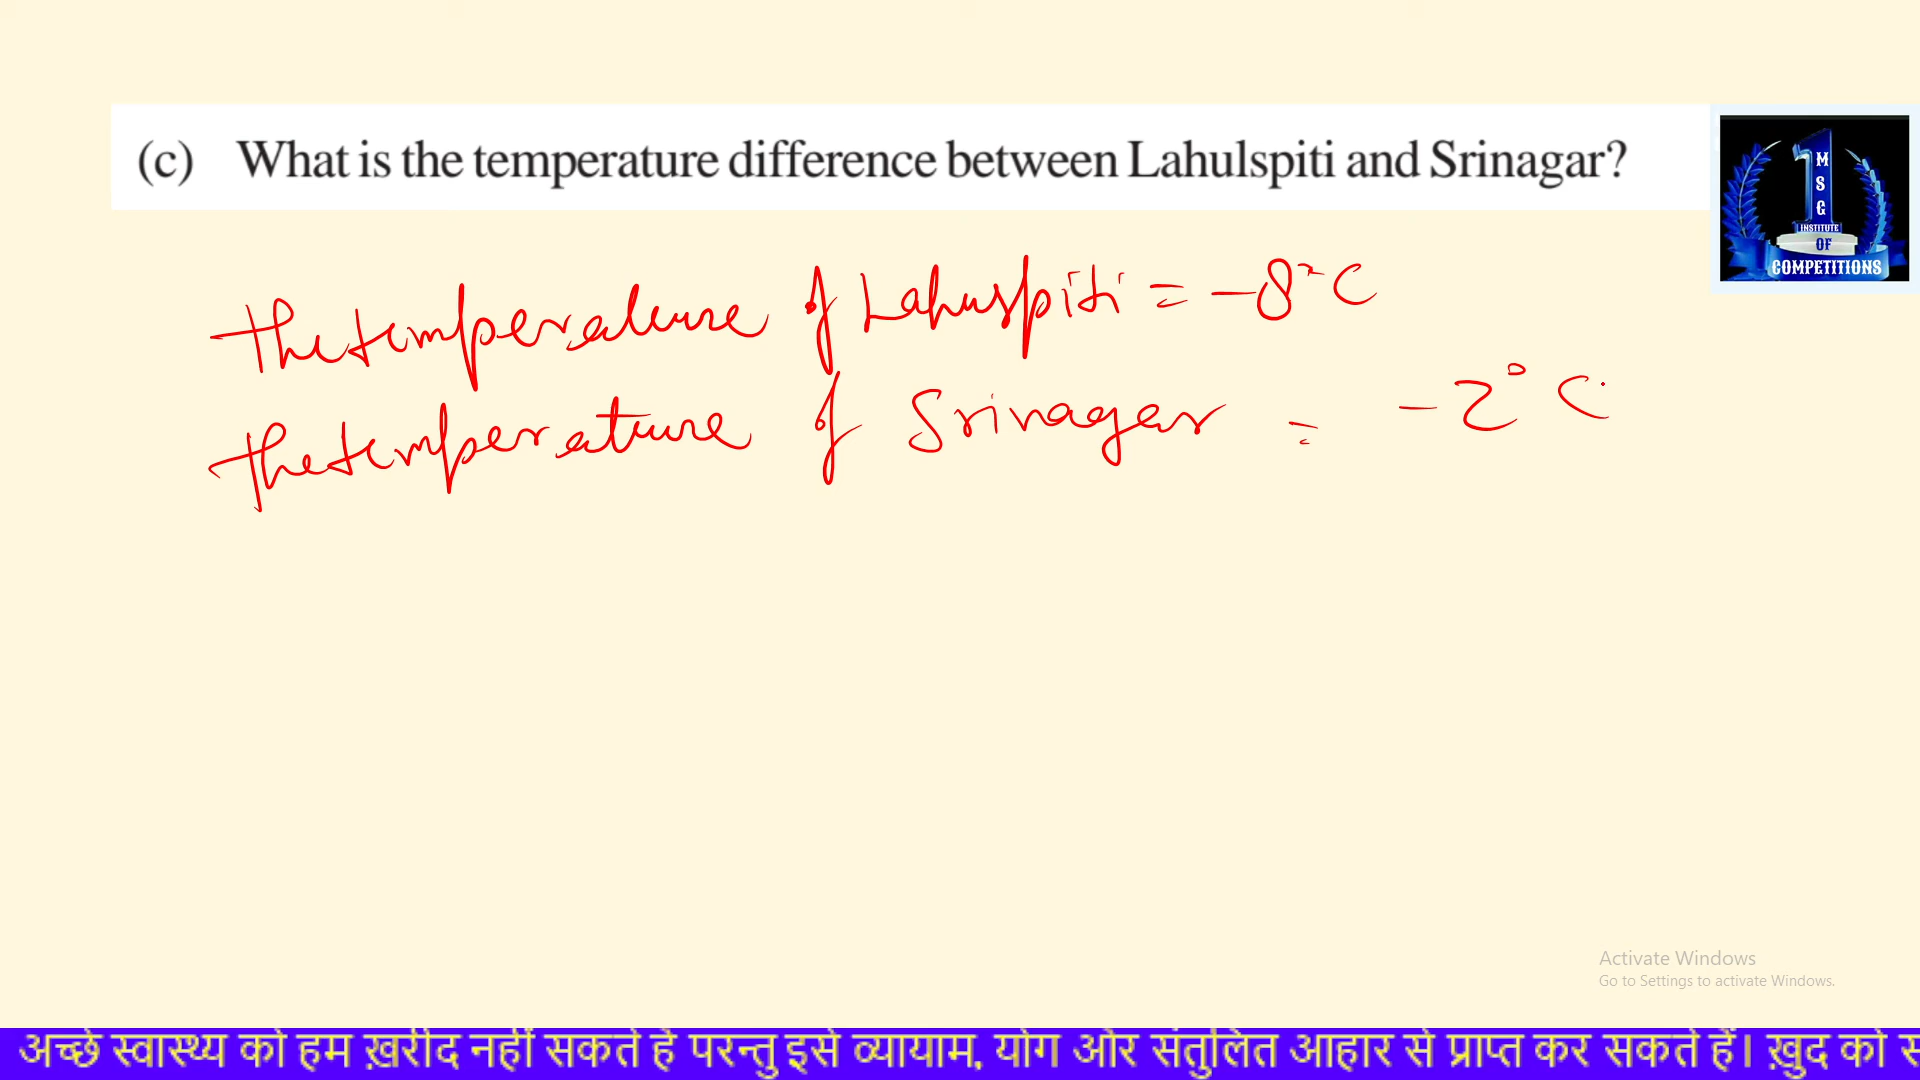 (c) What is the temperature difference between Lahulspiti and Srinagar?
1
M
S
G
INSTITUTE
OF
COMPETITIONS
The temperature of Lahuspiti = -8°C
The temperature of Srinagar = -2°C
Activate Windows
Go to Settings to activate Windows.
अच्छे स्वास्थ्य को हम ख़रीद नहीं सकते हैं परन्तु इसे व्यायाम, योग और संतुलित आहार से प्राप्त कर सकते हैं। ख़ुद को